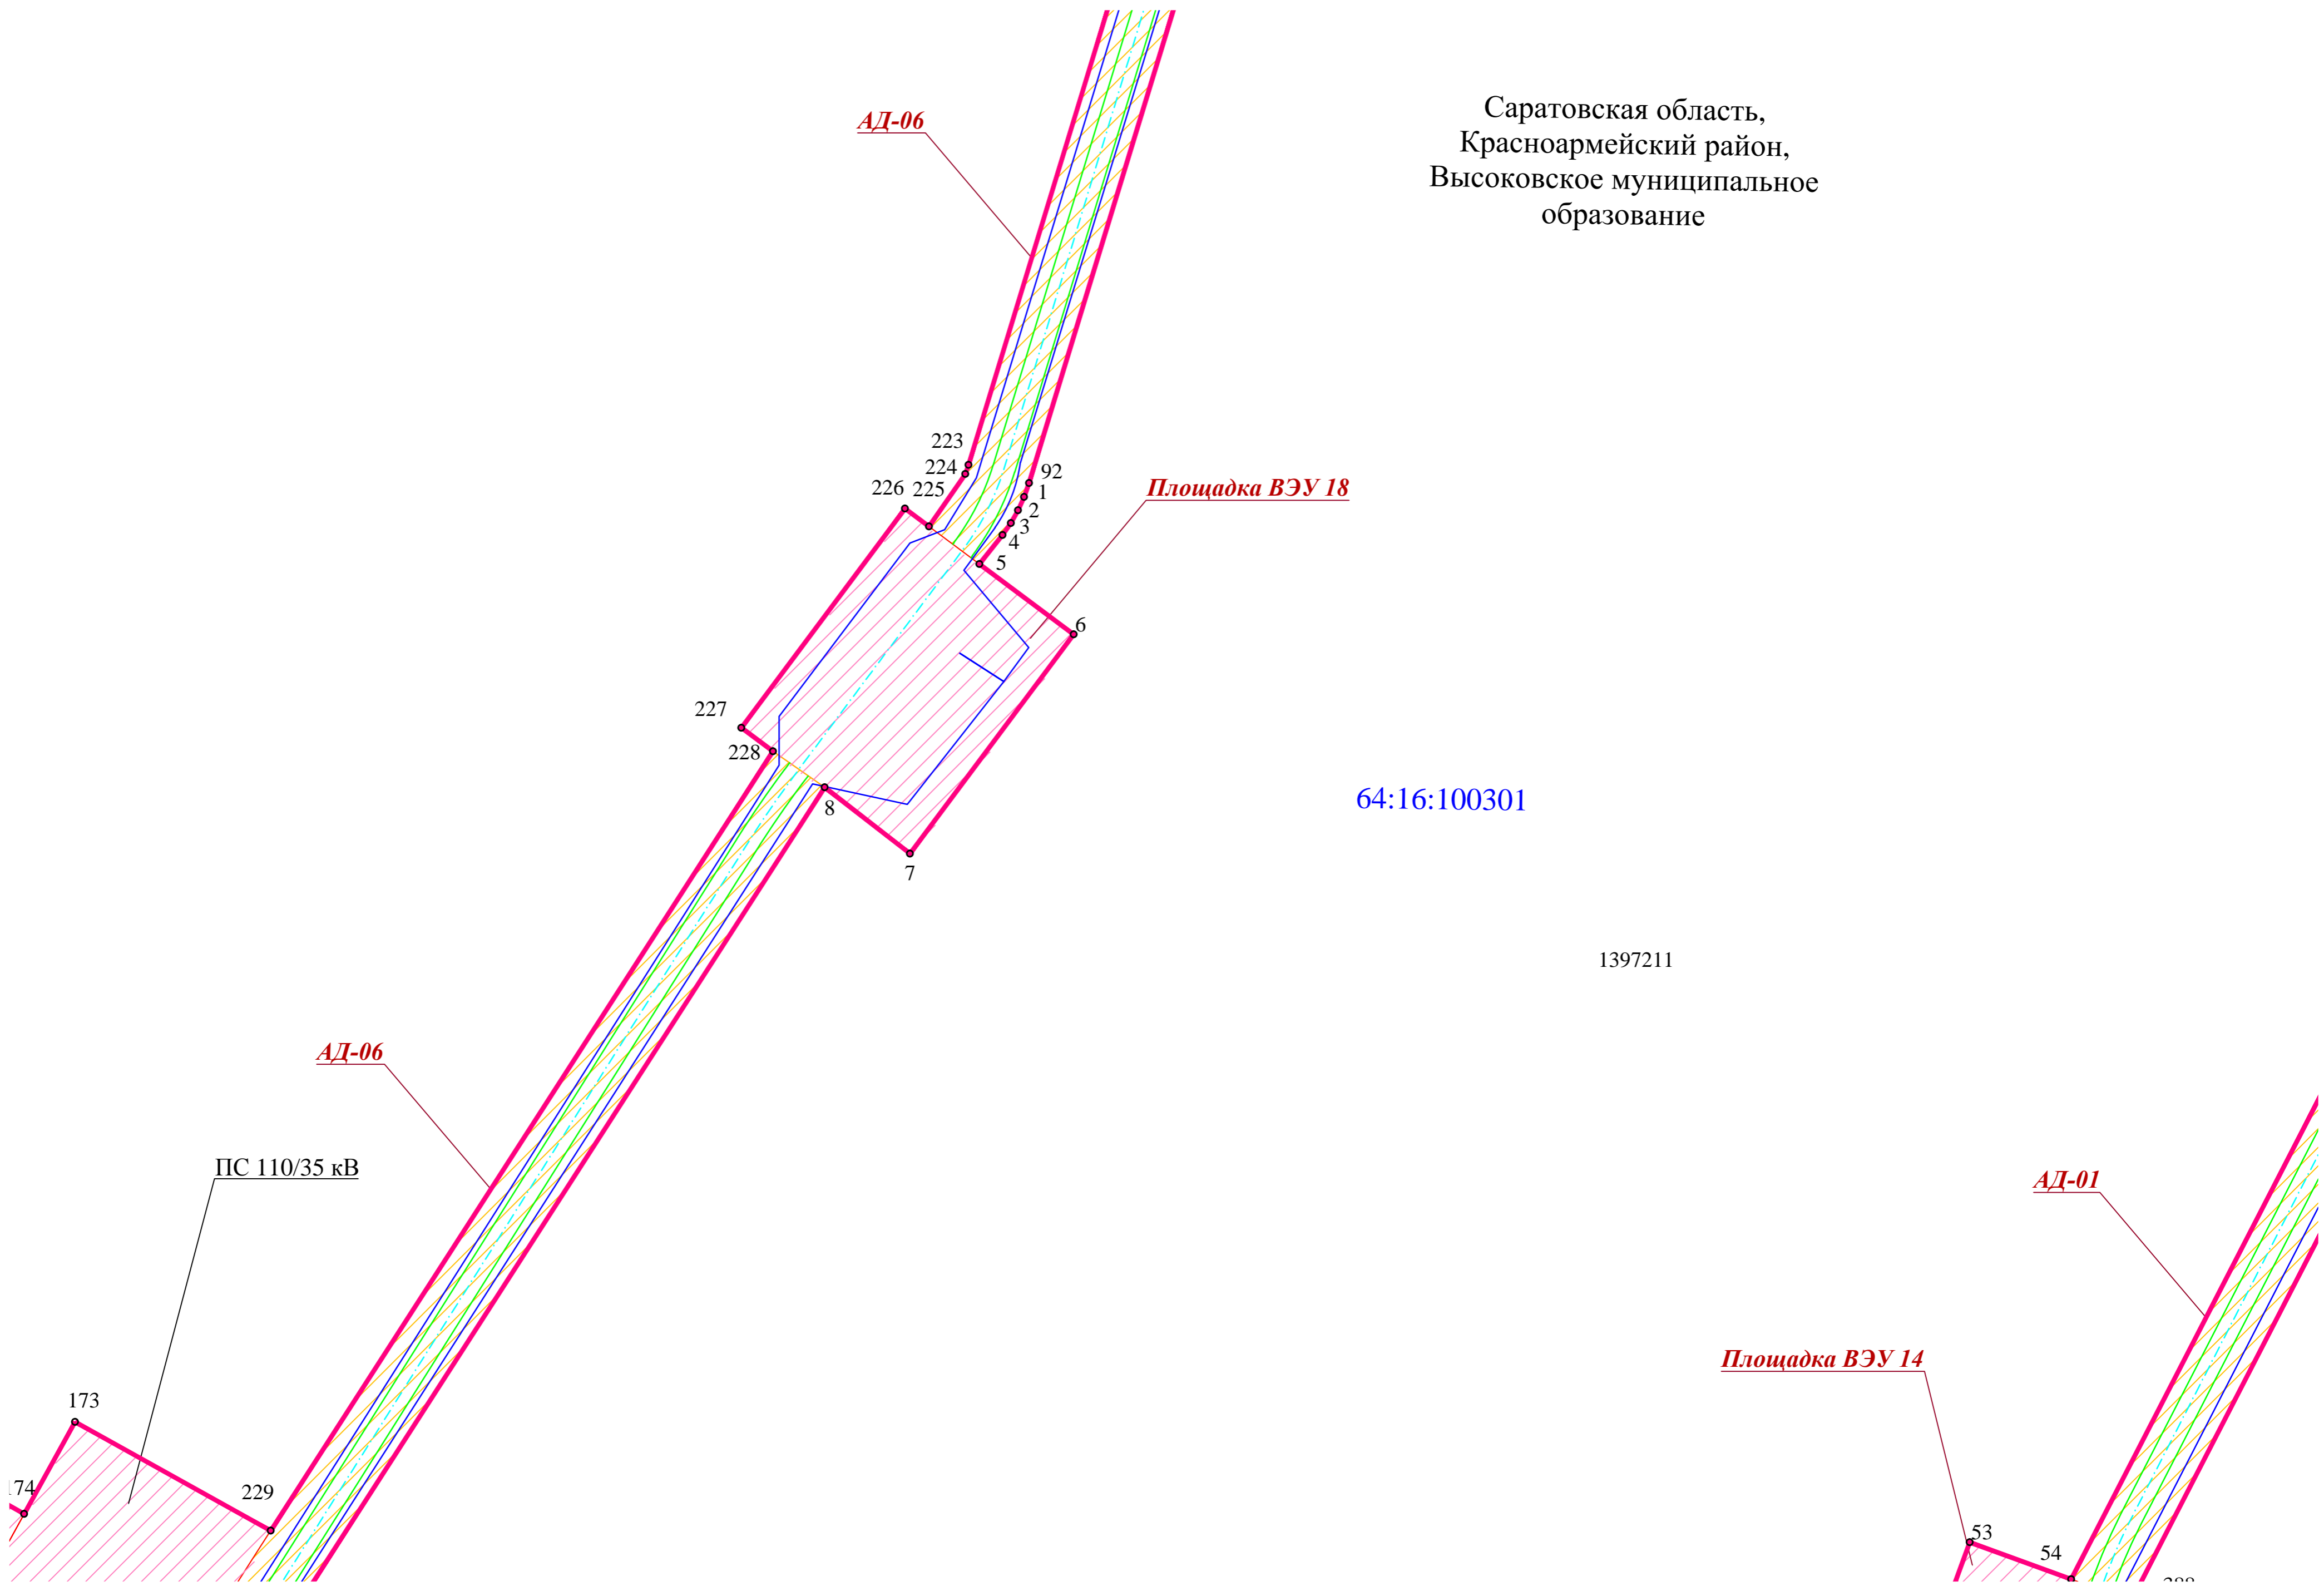 АД-06
Саратовская область,
Красноармейский район,
Высоковское муниципальное
образование
223
224
92
226
225
Площадка ВЭУ 18
1
2
3
4
5
6
227
228
8
64:16:100301
7
1397211
АД-06
ПС 110/35 кВ
АД-01
Площадка ВЭУ 14
173
174
229
53
54